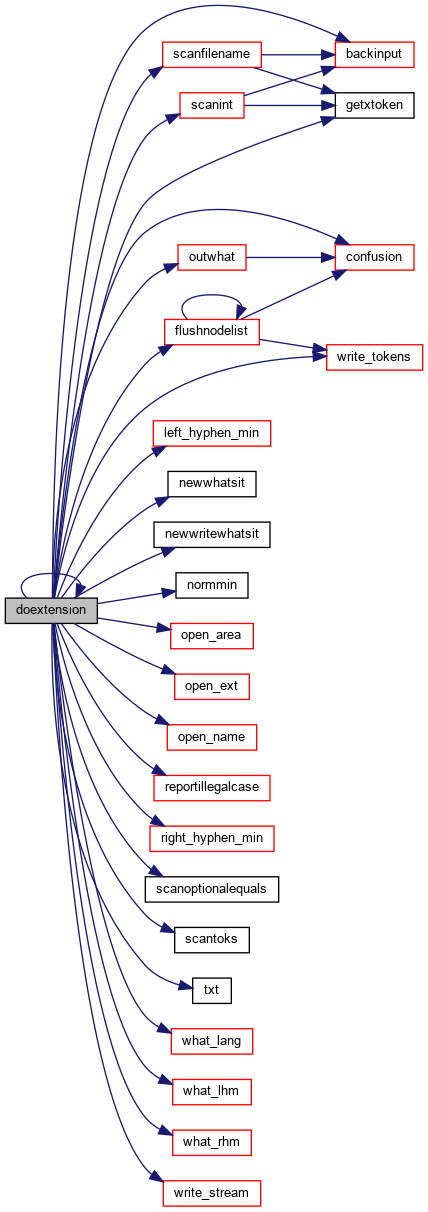 scanfilename
backinput
scanint
getxtoken
outwhat
confusion
flushnodelist
write_tokens
left_hyphen_min
newwhatsit
newwritewhatsit
normmin
doextension
open_area
open_ext
open_name
reportillegalcase
right_hyphen_min
scanoptionalequals
scantoks
txt
what_lang
what_lhm
what_rhm
write_stream